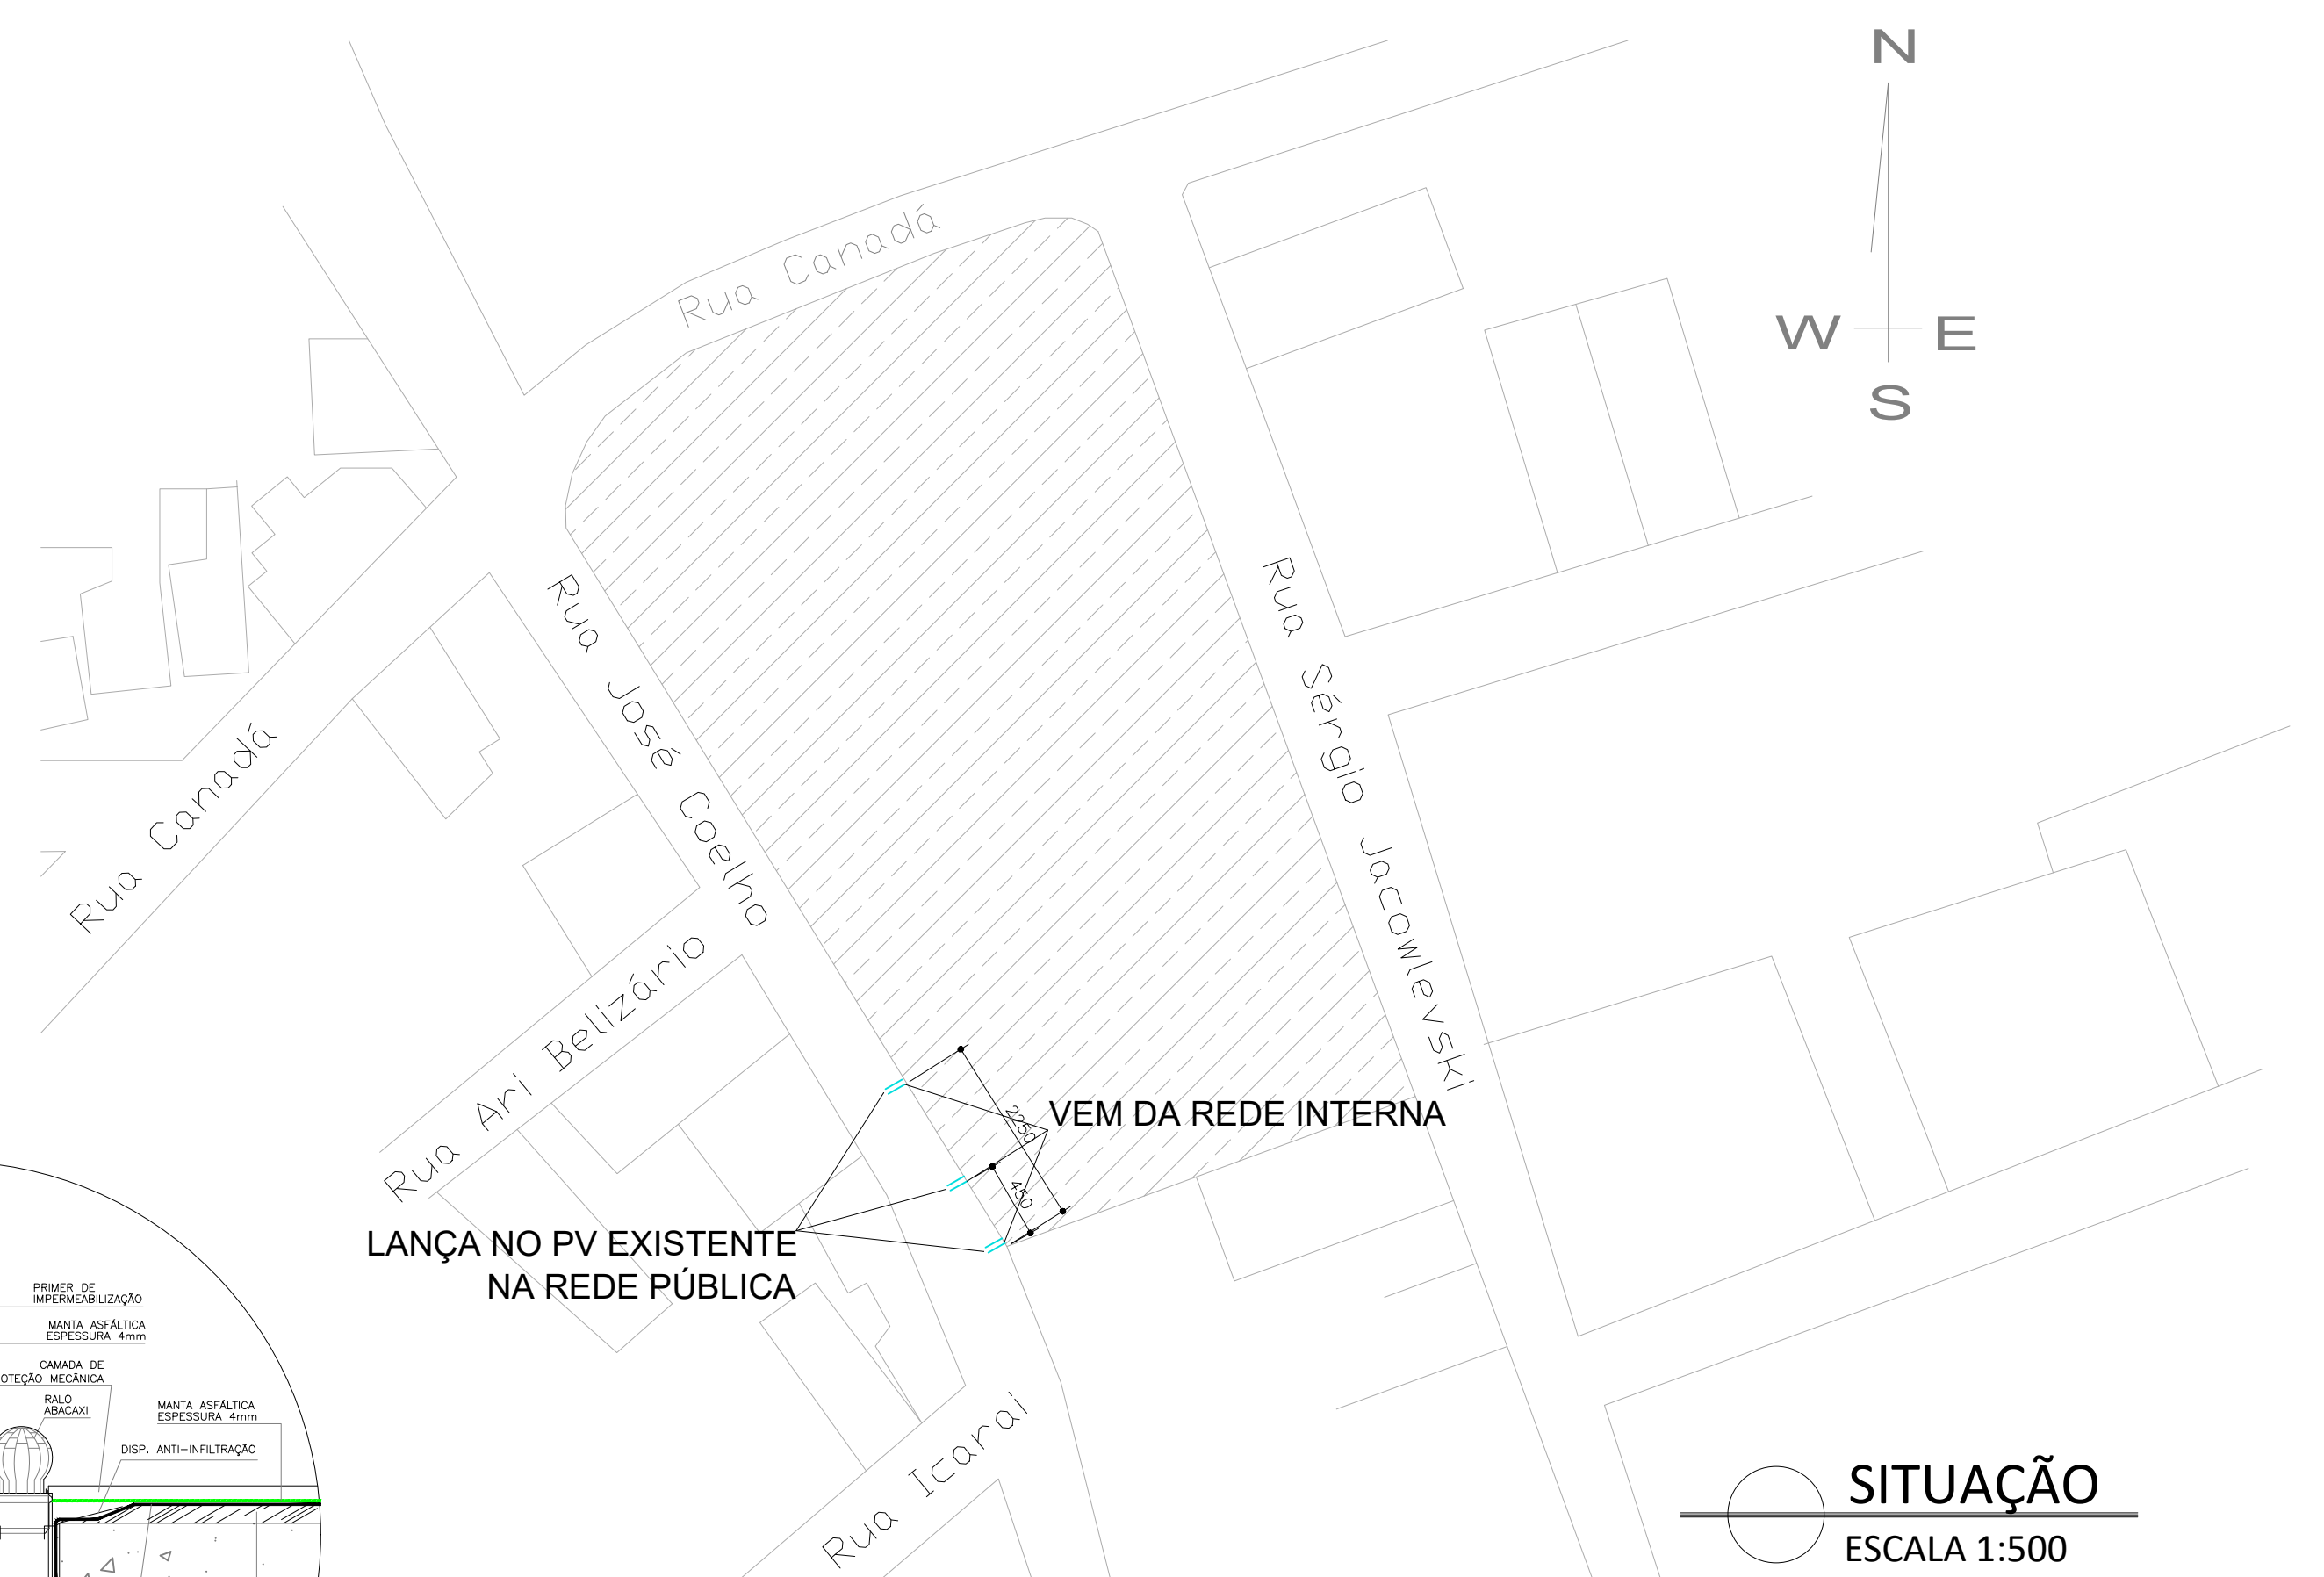 N
W E
S
Rua Canadá
Rua José Coelho
Rua Sérgio Jacowlevski
Rua Canadá
Rua Ari Belizário
VEM DA REDE INTERNA
2250
450
LANÇA NO PV EXISTENTE
NA REDE PÚBLICA
Rua Icarai
PRIMER DE
IMPERMEABILIZAÇÃO
MANTA ASFÁLTICA
ESPESSURA 4mm
CAMADA DE
OTEÇÃO MECÂNICA
RALO
ABACAXI
MANTA ASFÁLTICA
ESPESSURA 4mm
DISP. ANTI-INFILTRAÇÃO
SITUAÇÃO
ESCALA 1:500